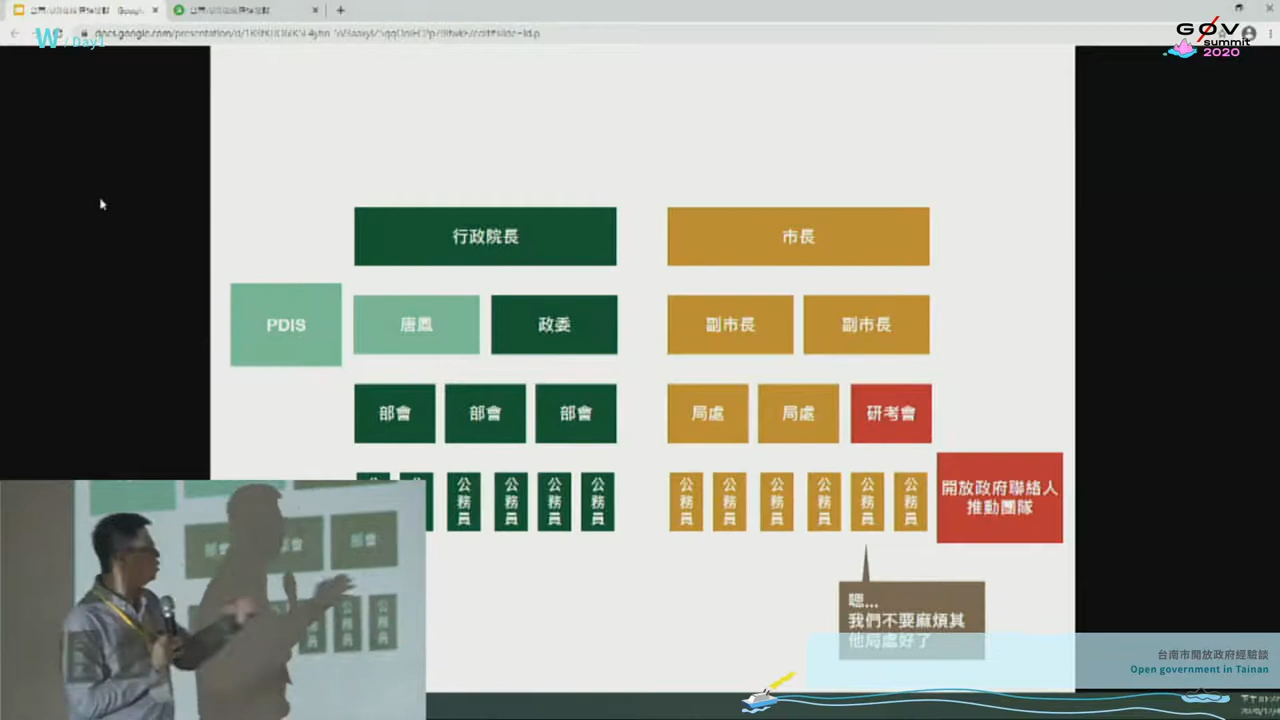 W / Day1
GØV
summit
2020
行政院長
市長
PDIS
唐鳳
政委
副市長
副市長
部會
部會
部會
局處
局處
研考會
公務員
公務員
公務員
公務員
公務員
公務員
公務員
公務員
公務員
公務員
開放政府聯絡人
推動團隊
嗯...
我們不要麻煩其
他局處好了
部會
台南市開放政府經驗談
Open government in Tainan